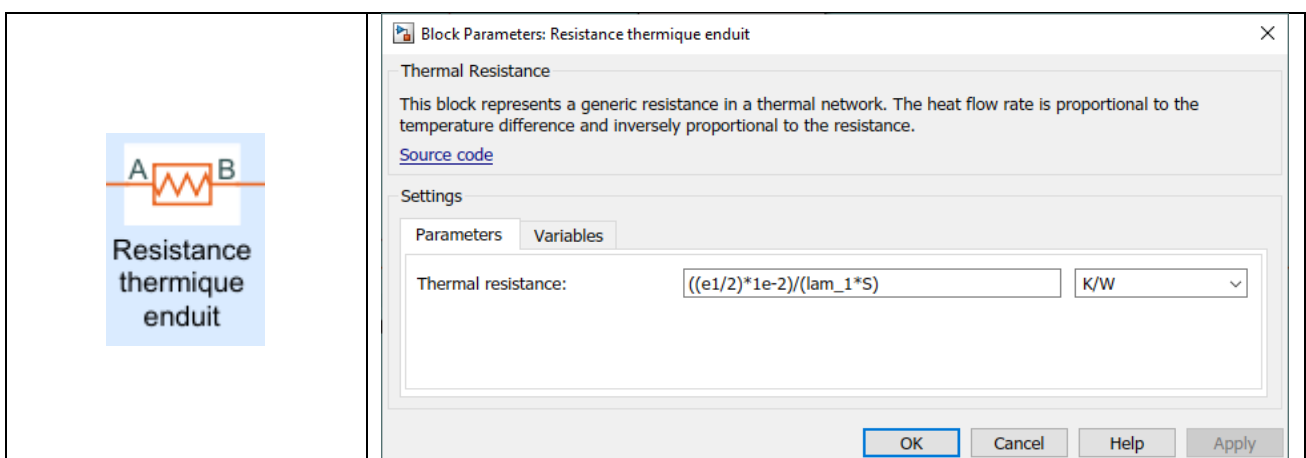 A B
Resistance
thermique
enduit
Block Parameters: Resistance thermique enduit
Thermal Resistance
This block represents a generic resistance in a thermal network. The heat flow rate is proportional to the
temperature difference and inversely proportional to the resistance.
Source code
Settings
Parameters Variables
Thermal resistance: ((e1/2)*1e-2)/(lam_1*S) K/W
OK Cancel Help Apply